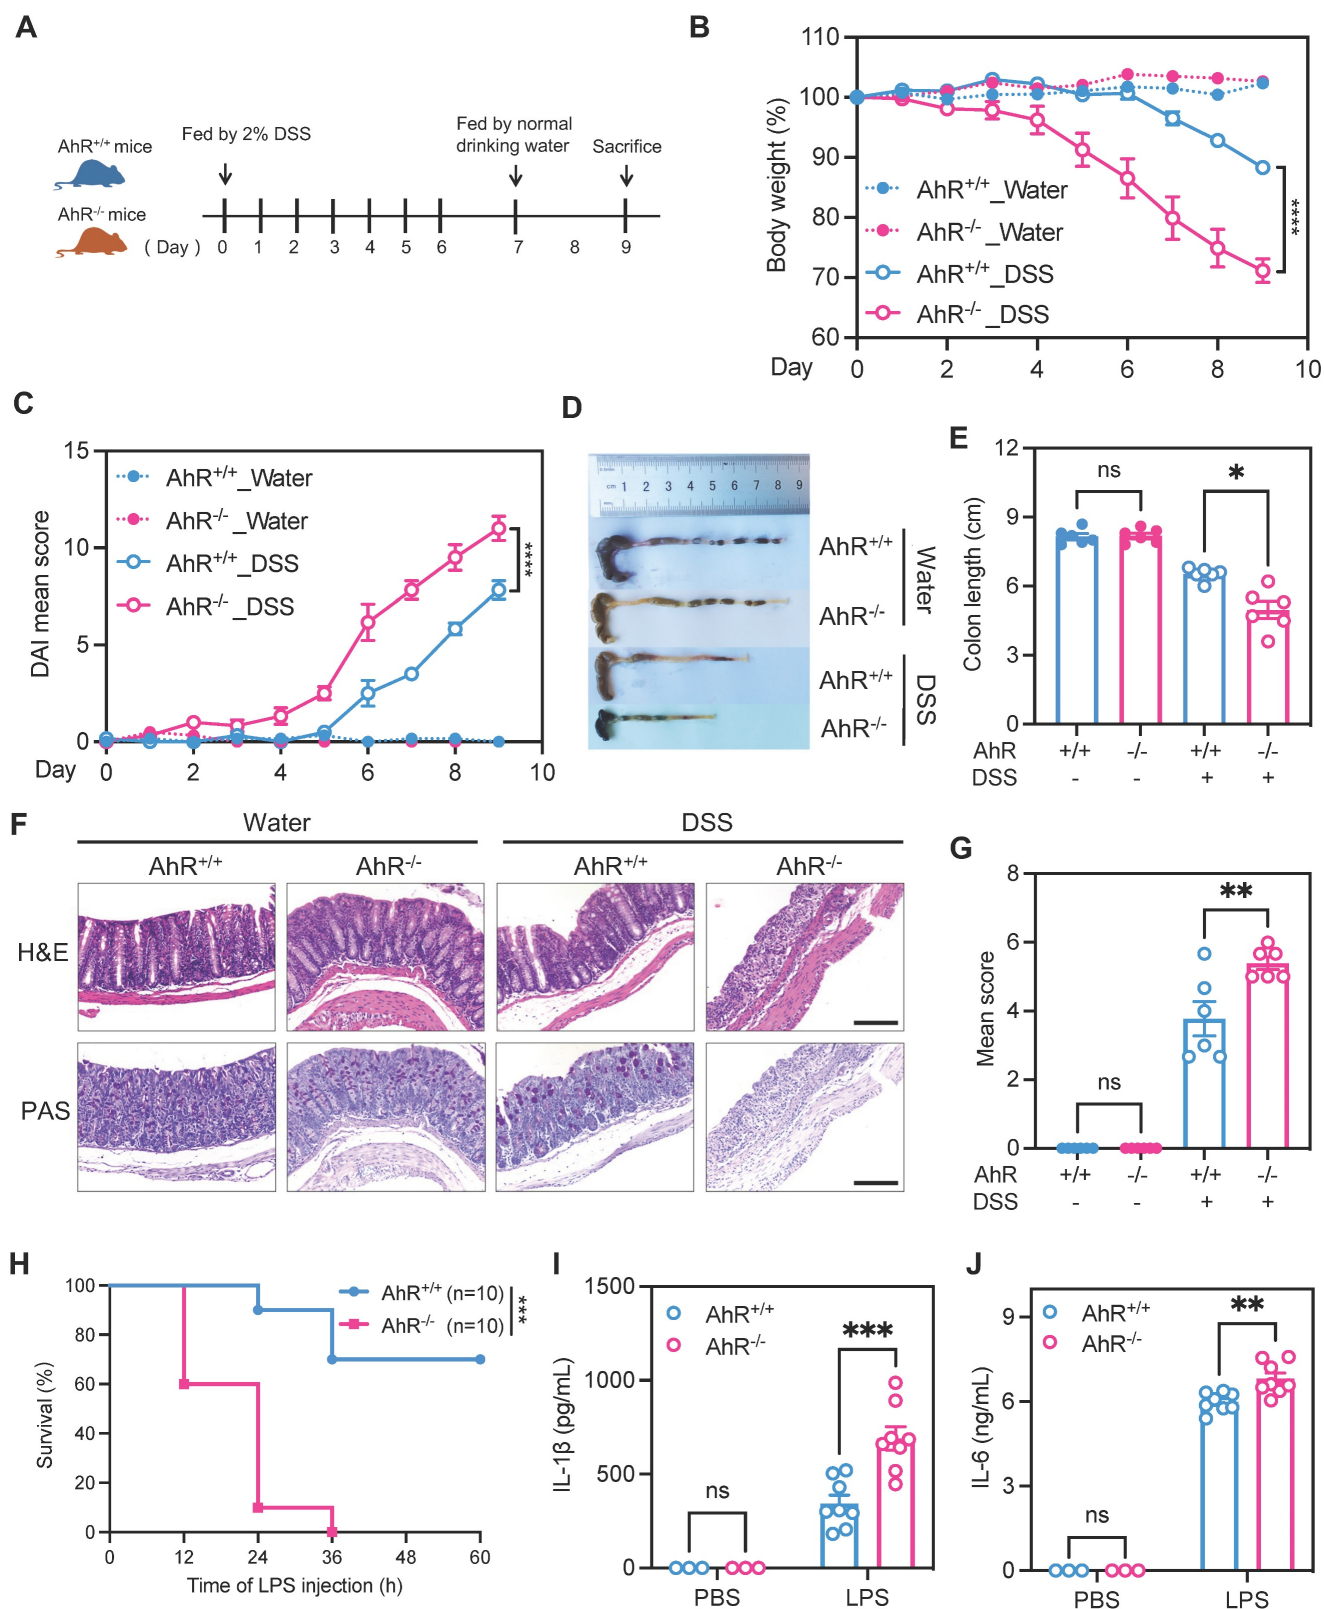 A
AhR+/+ mice
AhR-/- mice
Fed by 2% DSS
Fed by normal
drinking water
Sacrifice
( Day ) 0 1 2 3 4 5 6 7 8 9
B
Body weight (%)
110
100
90
80
70
60
AhR+/+_Water
AhR-/-_Water
AhR+/+_DSS
AhR-/-_DSS
****
Day 0 2 4 6 8 10
C
DAI mean score
15
10
5
0
AhR+/+_Water
AhR-/-_Water
AhR+/+_DSS
AhR-/-_DSS
****
Day 0 2 4 6 8 10
D
cm 1 2 3 4 5 6 7 8 9
AhR+/+
AhR-/-
Water
AhR+/+
AhR-/-
DSS
E
Colon length (cm)
12
9
6
3
0
ns
*
AhR +/+ -/- +/+ -/-
DSS - - + +
F
Water DSS
AhR+/+ AhR-/- AhR+/+ AhR-/-
H&E
PAS
G
Mean score
8
6
4
2
0
ns
**
AhR +/+ -/- +/+ -/-
DSS - - + +
H
Survival (%)
100
80
60
40
20
0
AhR+/+ (n=10)
AhR-/- (n=10)
***
0 12 24 36 48 60
Time of LPS injection (h)
I
IL-1β (pg/mL)
1500
1000
500
0
AhR+/+
AhR-/-
ns
***
PBS LPS
J
IL-6 (ng/mL)
9
6
3
0
AhR+/+
AhR-/-
ns
**
PBS LPS